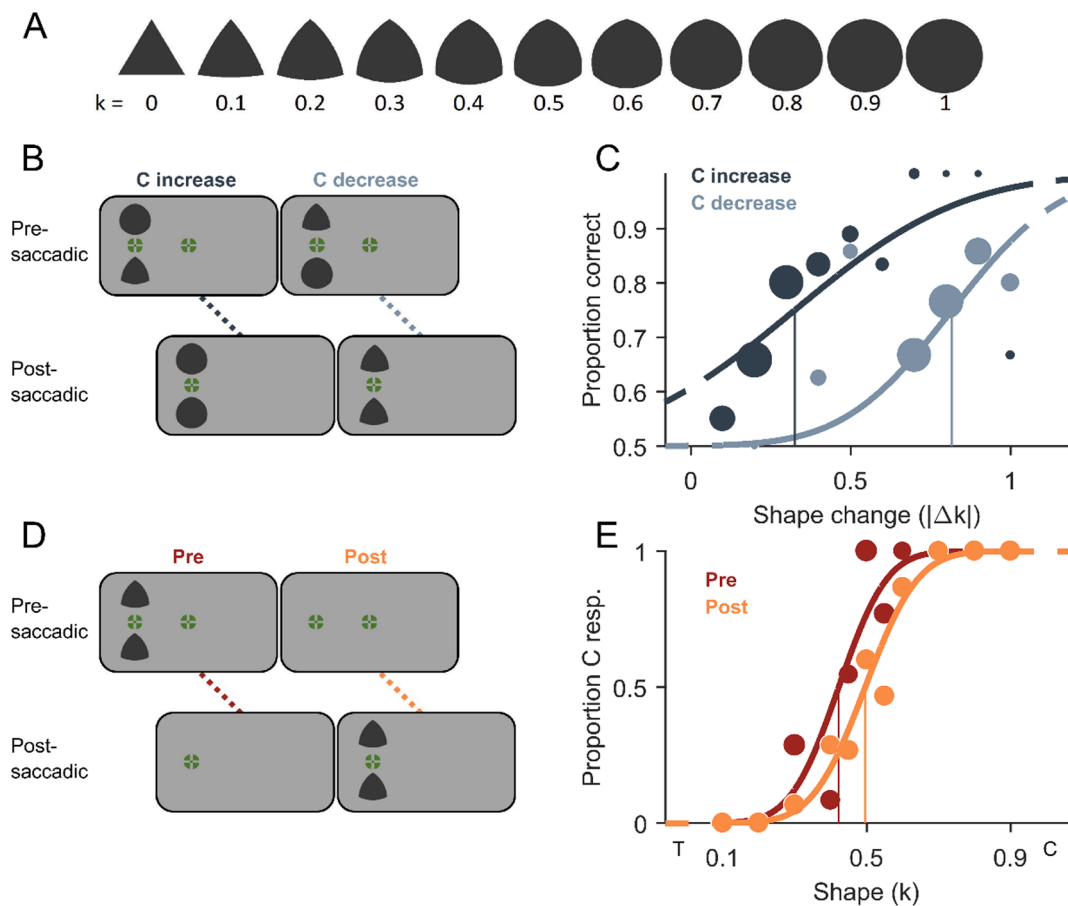 A
k = 0 0.1 0.2 0.3 0.4 0.5 0.6 0.7 0.8 0.9 1
B
C increase C decrease
Pre-
saccadic
Post-
saccadic
C
C increase
C decrease
Proportion correct
0.9
0.8
0.7
0.6
0.5
0 0.5 1
Shape change (|Δk|)
D
Pre Post
Pre-
saccadic
Post-
saccadic
E
Pre
Post
Proportion C resp.
1
0.5
0
T 0.1 0.5 0.9 C
Shape (k)